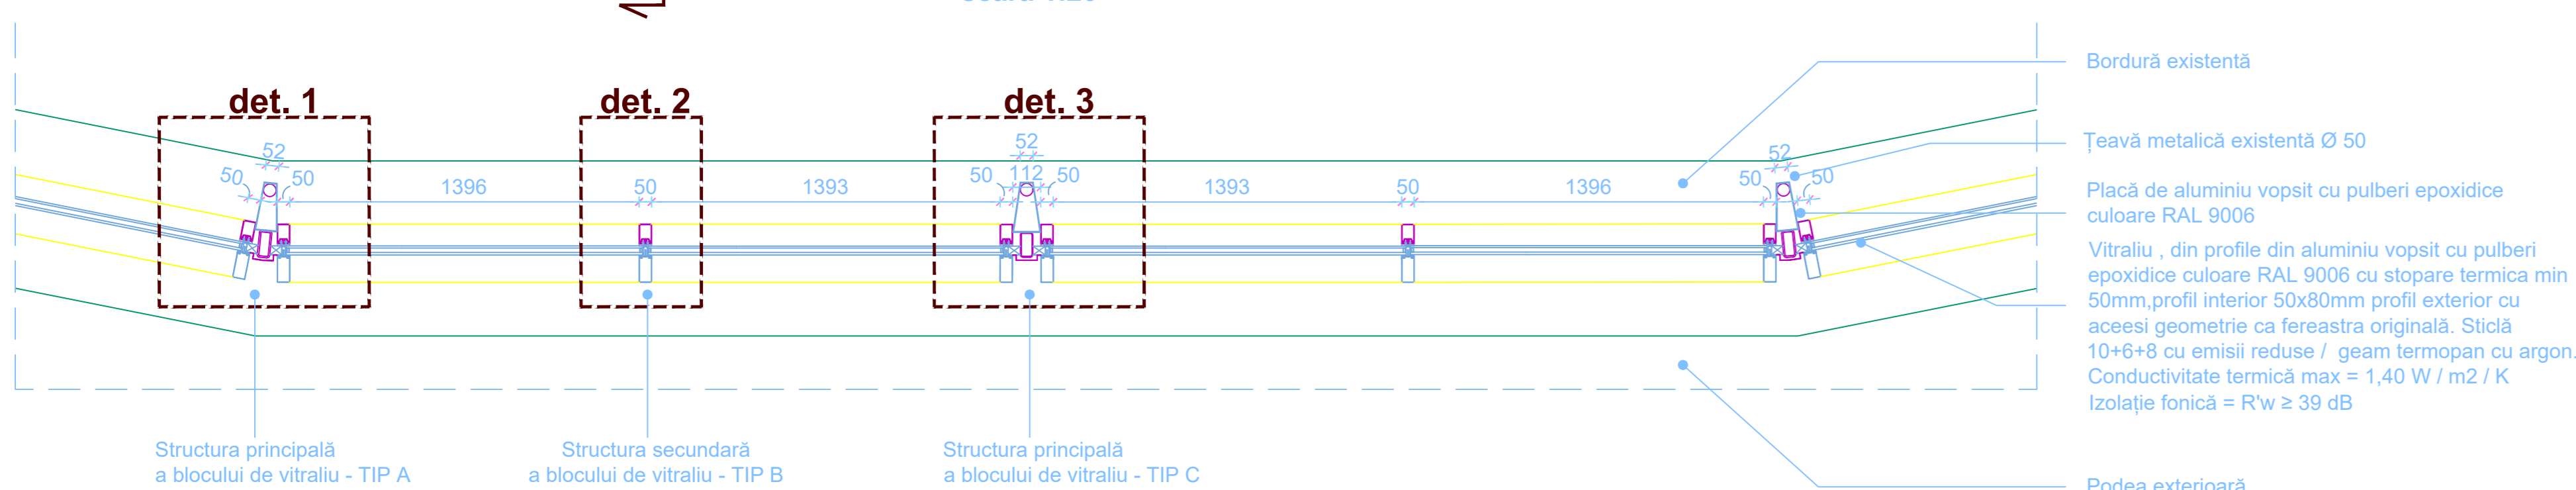 det. 1
det. 2
det. 3
52
52
52
50
50
1396
50
1393
50
112
50
1393
50
1396
50
50
Bordură existentă
Țeavă metalică existentă Ø 50
Placă de aluminiu vopsit cu pulberi epoxidice
culoare RAL 9006
Vitraliu , din profile din aluminiu vopsit cu pulberi
epoxidice culoare RAL 9006 cu stopare termica min
50mm,profil interior 50x80mm profil exterior cu
aceesi geometrie ca fereastra originală. Sticlă
10+6+8 cu emisii reduse / geam termopan cu argon.
Conductivitate termică max = 1,40 W / m2 / K
Izolație fonică = R'w ≥ 39 dB
Structura principală
a blocului de vitraliu - TIP A
Structura secundară
a blocului de vitraliu - TIP B
Structura principală
a blocului de vitraliu - TIP C
Podea exterioară